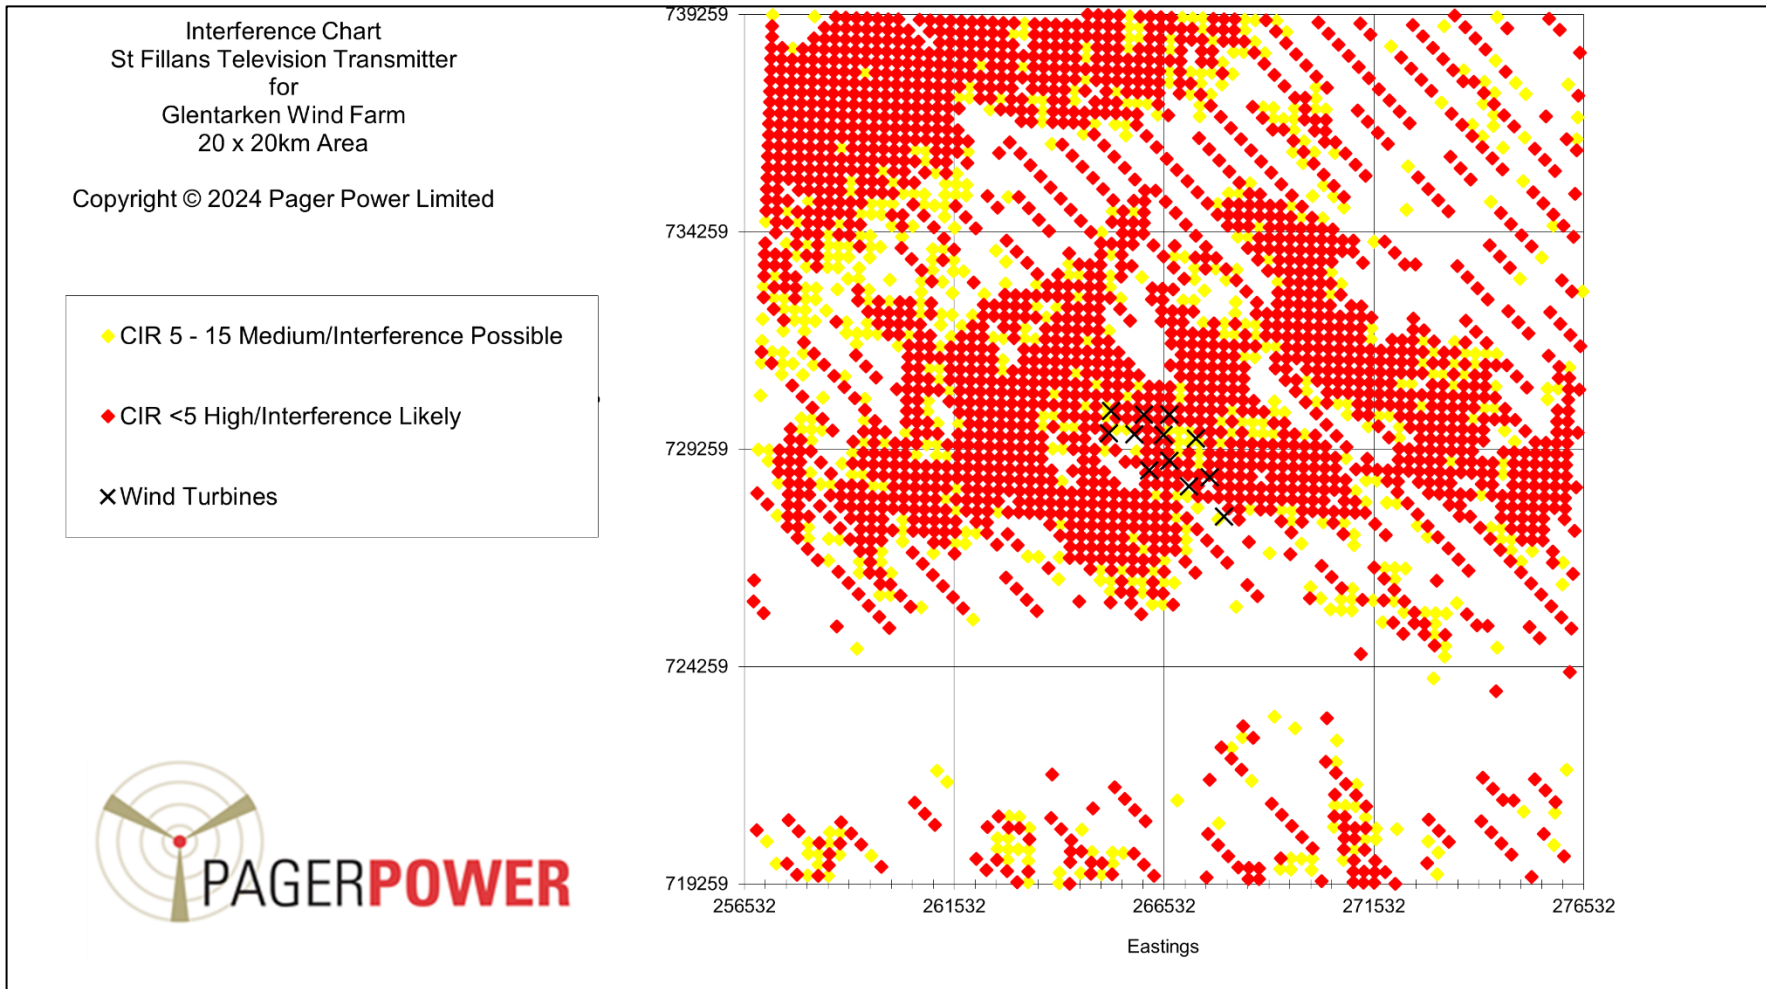 Interference Chart
St Fillans Television Transmitter
for
Glentarken Wind Farm
20 x 20km Area
Copyright © 2024 Pager Power Limited
CIR 5 - 15 Medium/Interference Possible
CIR <5 High/Interference Likely
Wind Turbines
PAGERPOWER
739259
734259
729259
724259
719259
256532 261532 266532 271532 276532
Eastings